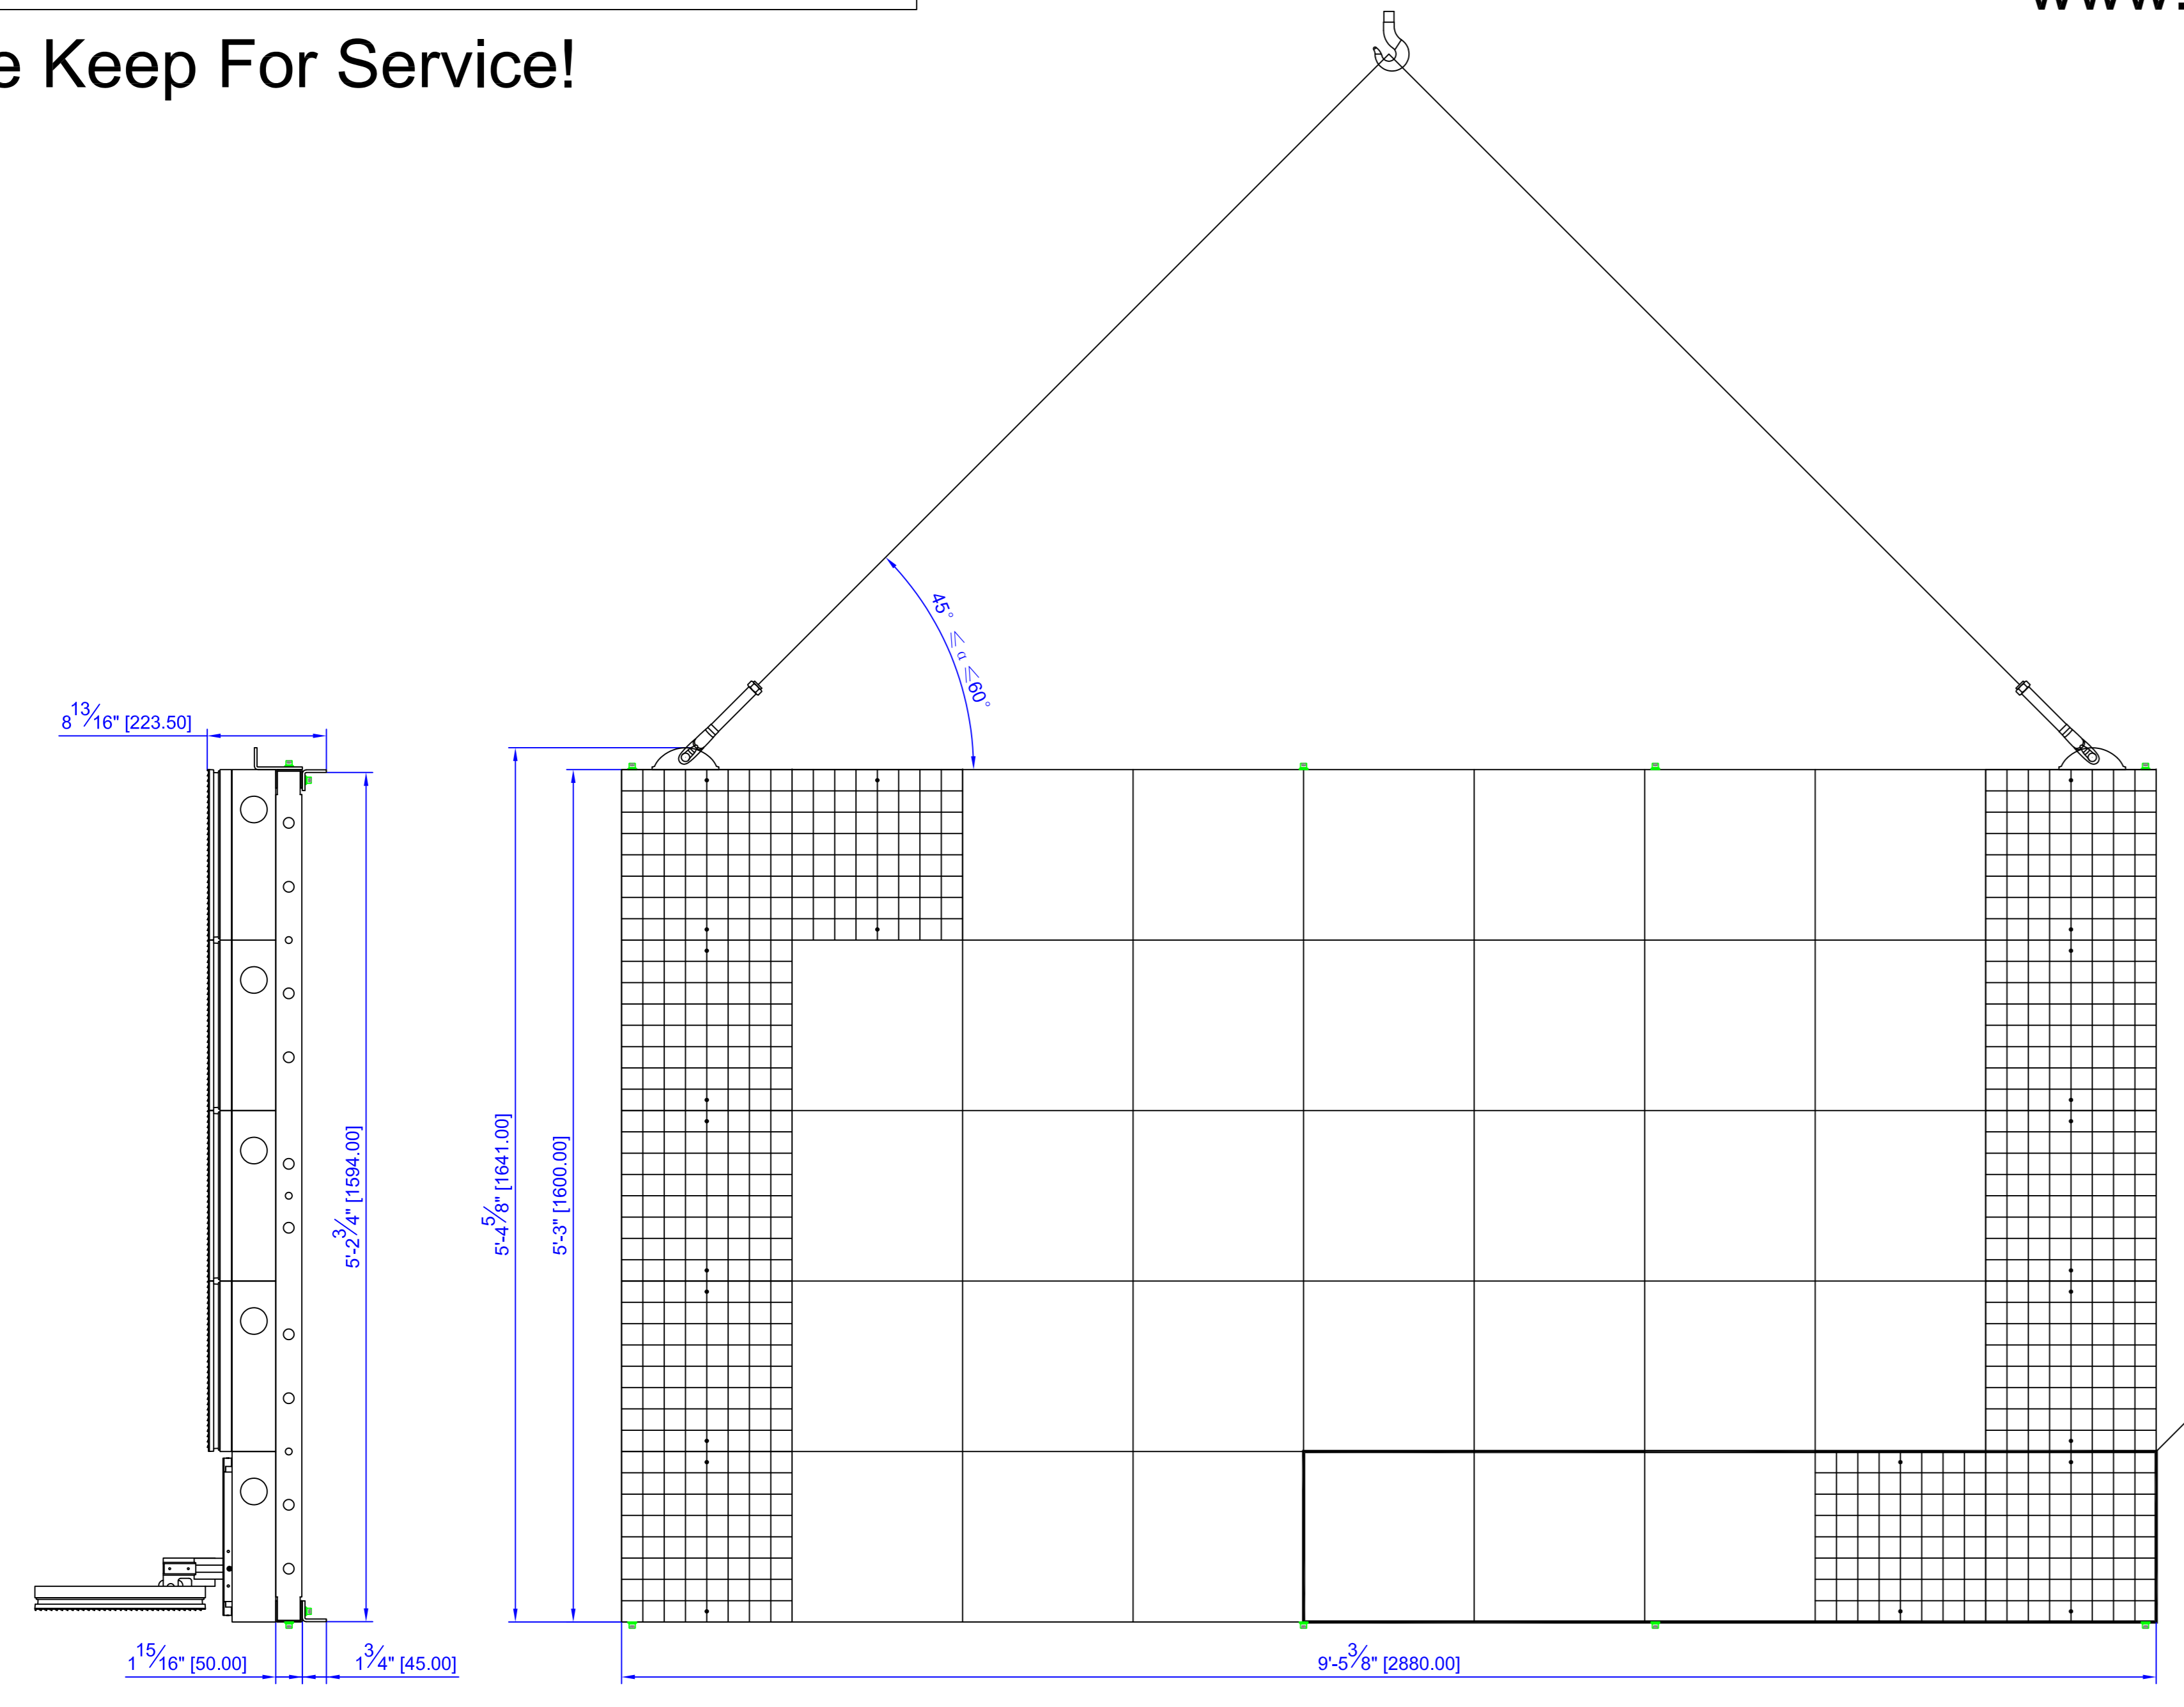 www.
e Keep For Service!
45° ≤ a ≤60°
8 13/16" [223.50]
5'-2 3/4" [1594.00]
5'-4 5/8" [1641.00]
5'-3" [1600.00]
1 15/16" [50.00]
1 3/4" [45.00]
9'-5 3/8" [2880.00]